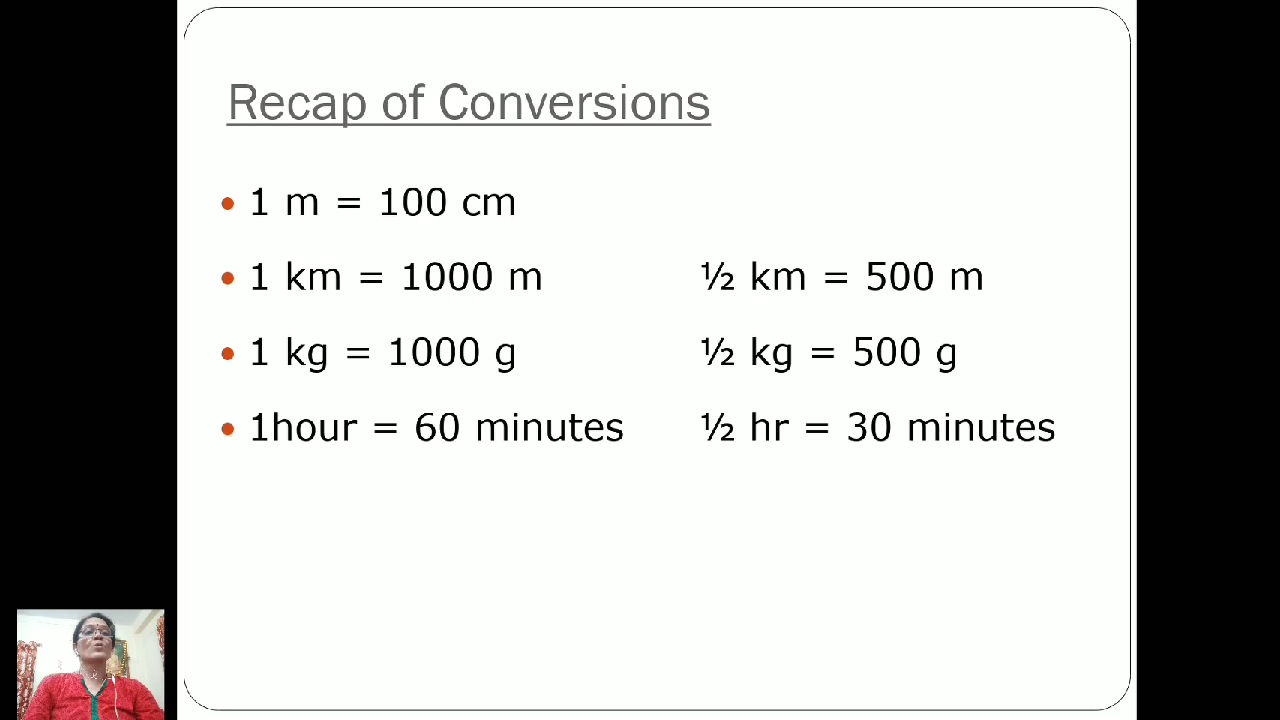 Recap of Conversions
• 1 m = 100 cm
• 1 km = 1000 m ½ km = 500 m
• 1 kg = 1000 g ½ kg = 500 g
• 1hour = 60 minutes ½ hr = 30 minutes